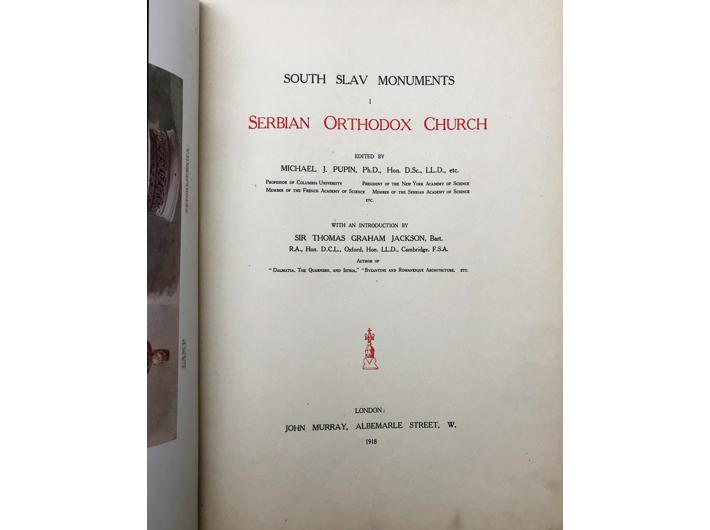 SOUTH SLAV MONUMENTS
I
SERBIAN ORTHODOX CHURCH
EDITED BY
MICHAEL J. PUPIN, Ph.D., Hon. D.Sc., LL.D., etc.
PROFESSOR OF COLUMBIA UNIVERSITY PRESIDENT OF THE NEW YORK ACADEMY OF SCIENCE
MEMBER OF THE FRENCH ACADEMY OF SCIENCE MEMBER OF THE SERBIAN ACADEMY OF SCIENCE
ETC.
WITH AN INTRODUCTION BY
SIR THOMAS GRAHAM JACKSON, Bart.
R.A., Hon. D.C.L., Oxford, Hon. LL.D., Cambridge, F.S.A.
AUTHOR OF
"DALMATIA, THE QUARNERO, AND ISTRIA," "BYZANTINE AND ROMANESQUE ARCHITECTURE, ETC.
LONDON:
JOHN MURRAY, ALBEMARLE STREET, W.
1918